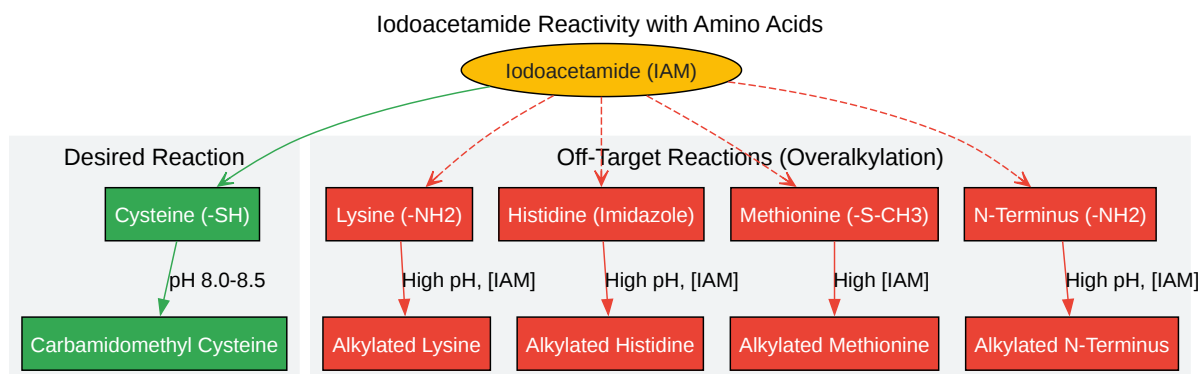 Iodoacetamide Reactivity with Amino Acids
Iodoacetamide (IAM)
Desired Reaction
Off-Target Reactions (Overalkylation)
Cysteine (-SH)
Lysine (-NH2)
Histidine (Imidazole)
Methionine (-S-CH3)
N-Terminus (-NH2)
pH 8.0-8.5
High pH, [IAM]
High pH, [IAM]
High [IAM]
High pH, [IAM]
Carbamidomethyl Cysteine
Alkylated Lysine
Alkylated Histidine
Alkylated Methionine
Alkylated N-Terminus